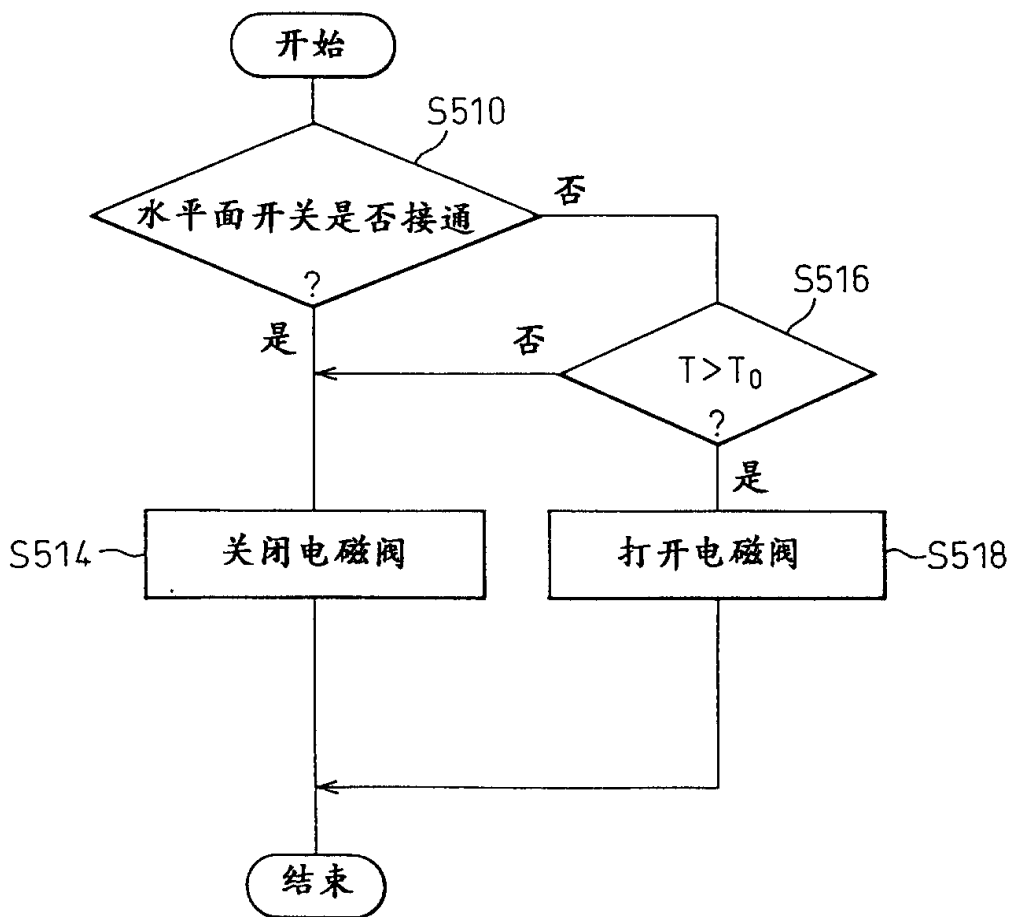 开始
S510
水平面开关是否接通
?
否
是
S516
T>T₀
?
否
是
S514
关闭电磁阀
打开电磁阀
S518
结束